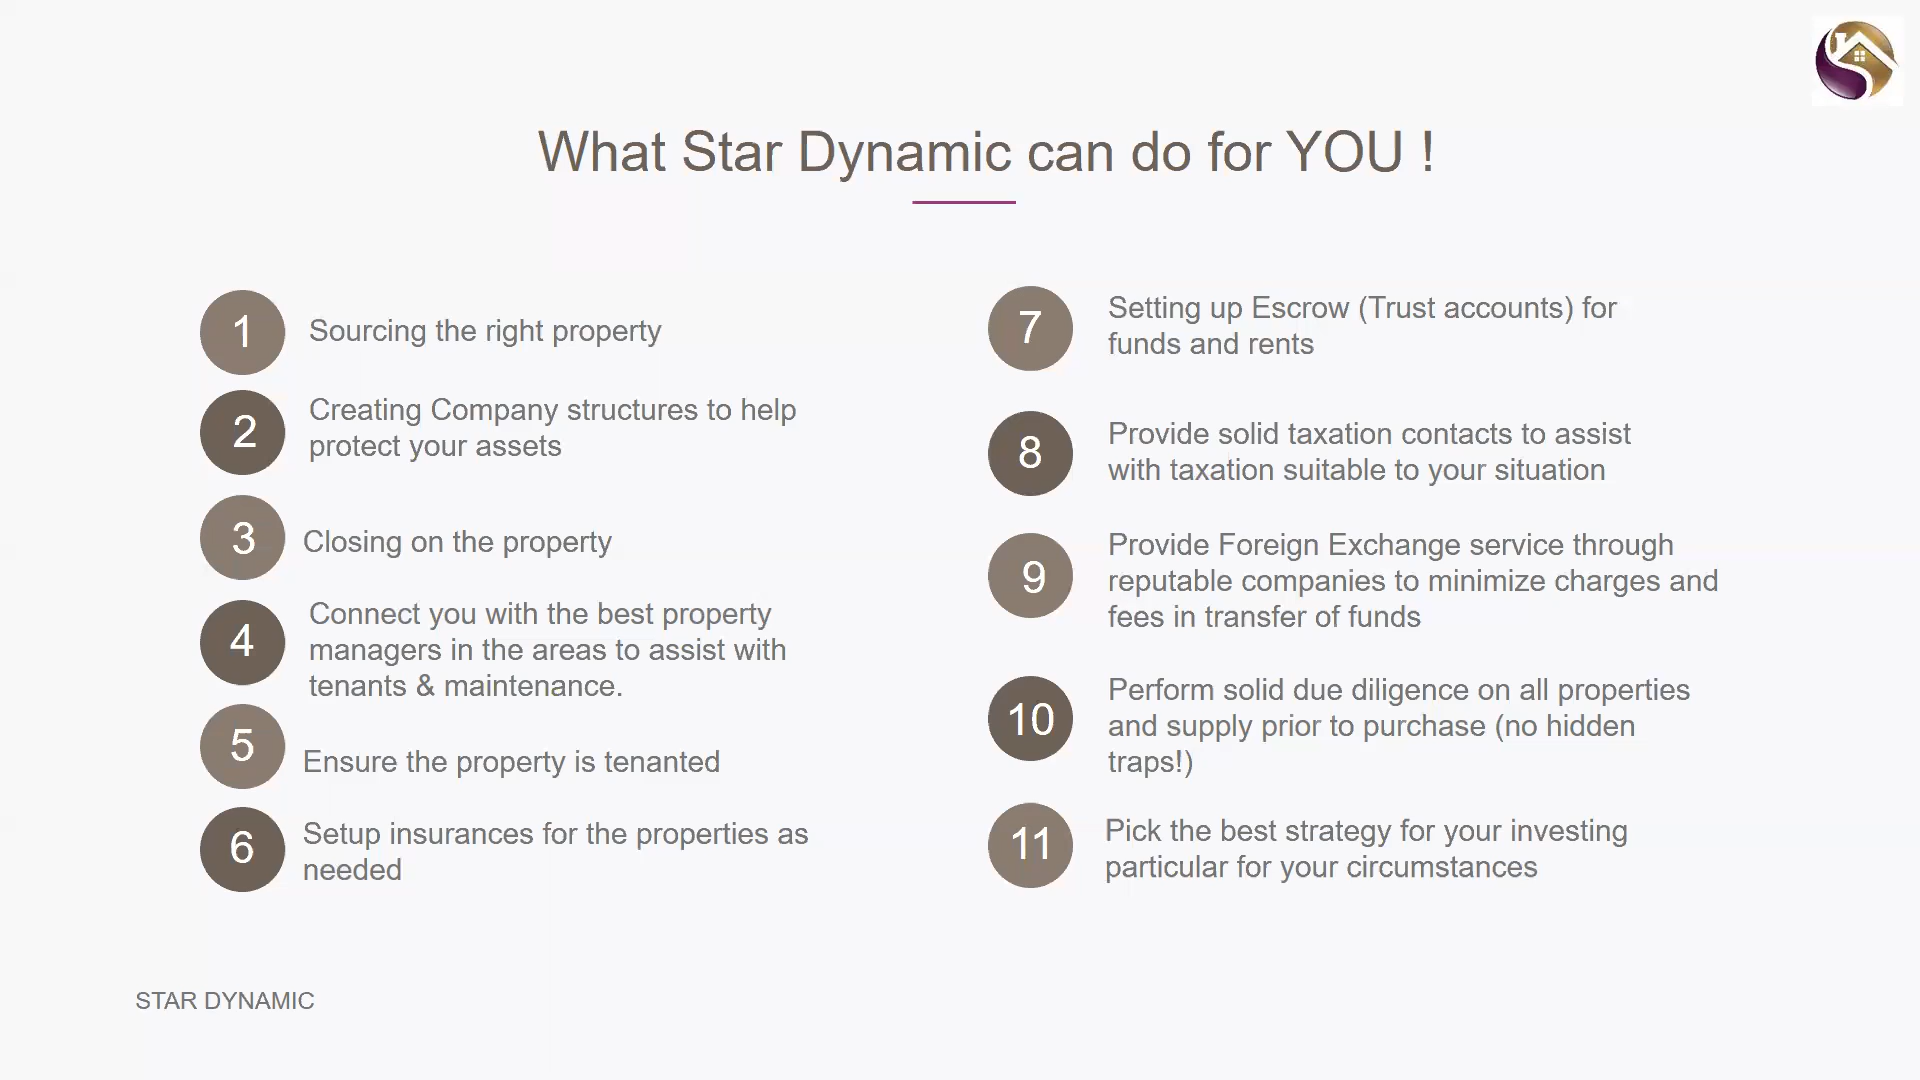 What Star Dynamic can do for YOU !
1
Sourcing the right property
2
Creating Company structures to help
protect your assets
3
Closing on the property
4
Connect you with the best property
managers in the areas to assist with
tenants & maintenance.
5
Ensure the property is tenanted
6
Setup insurances for the properties as
needed
7
Setting up Escrow (Trust accounts) for
funds and rents
8
Provide solid taxation contacts to assist
with taxation suitable to your situation
9
Provide Foreign Exchange service through
reputable companies to minimize charges and
fees in transfer of funds
10
Perform solid due diligence on all properties
and supply prior to purchase (no hidden
traps!)
11
Pick the best strategy for your investing
particular for your circumstances
STAR DYNAMIC